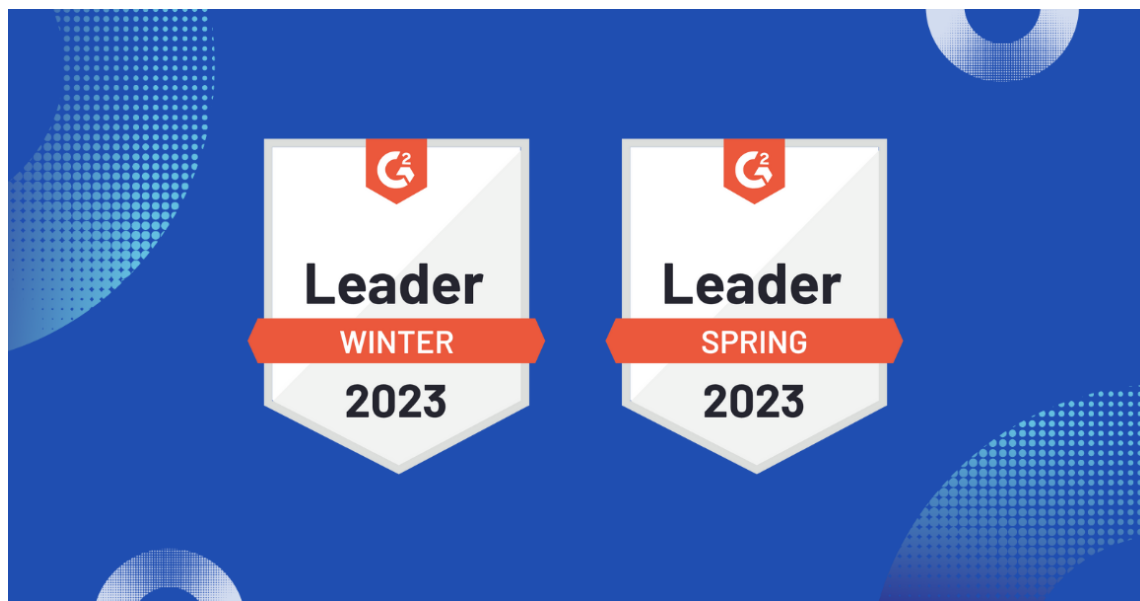 G2
Leader
WINTER
2023
G2
Leader
SPRING
2023